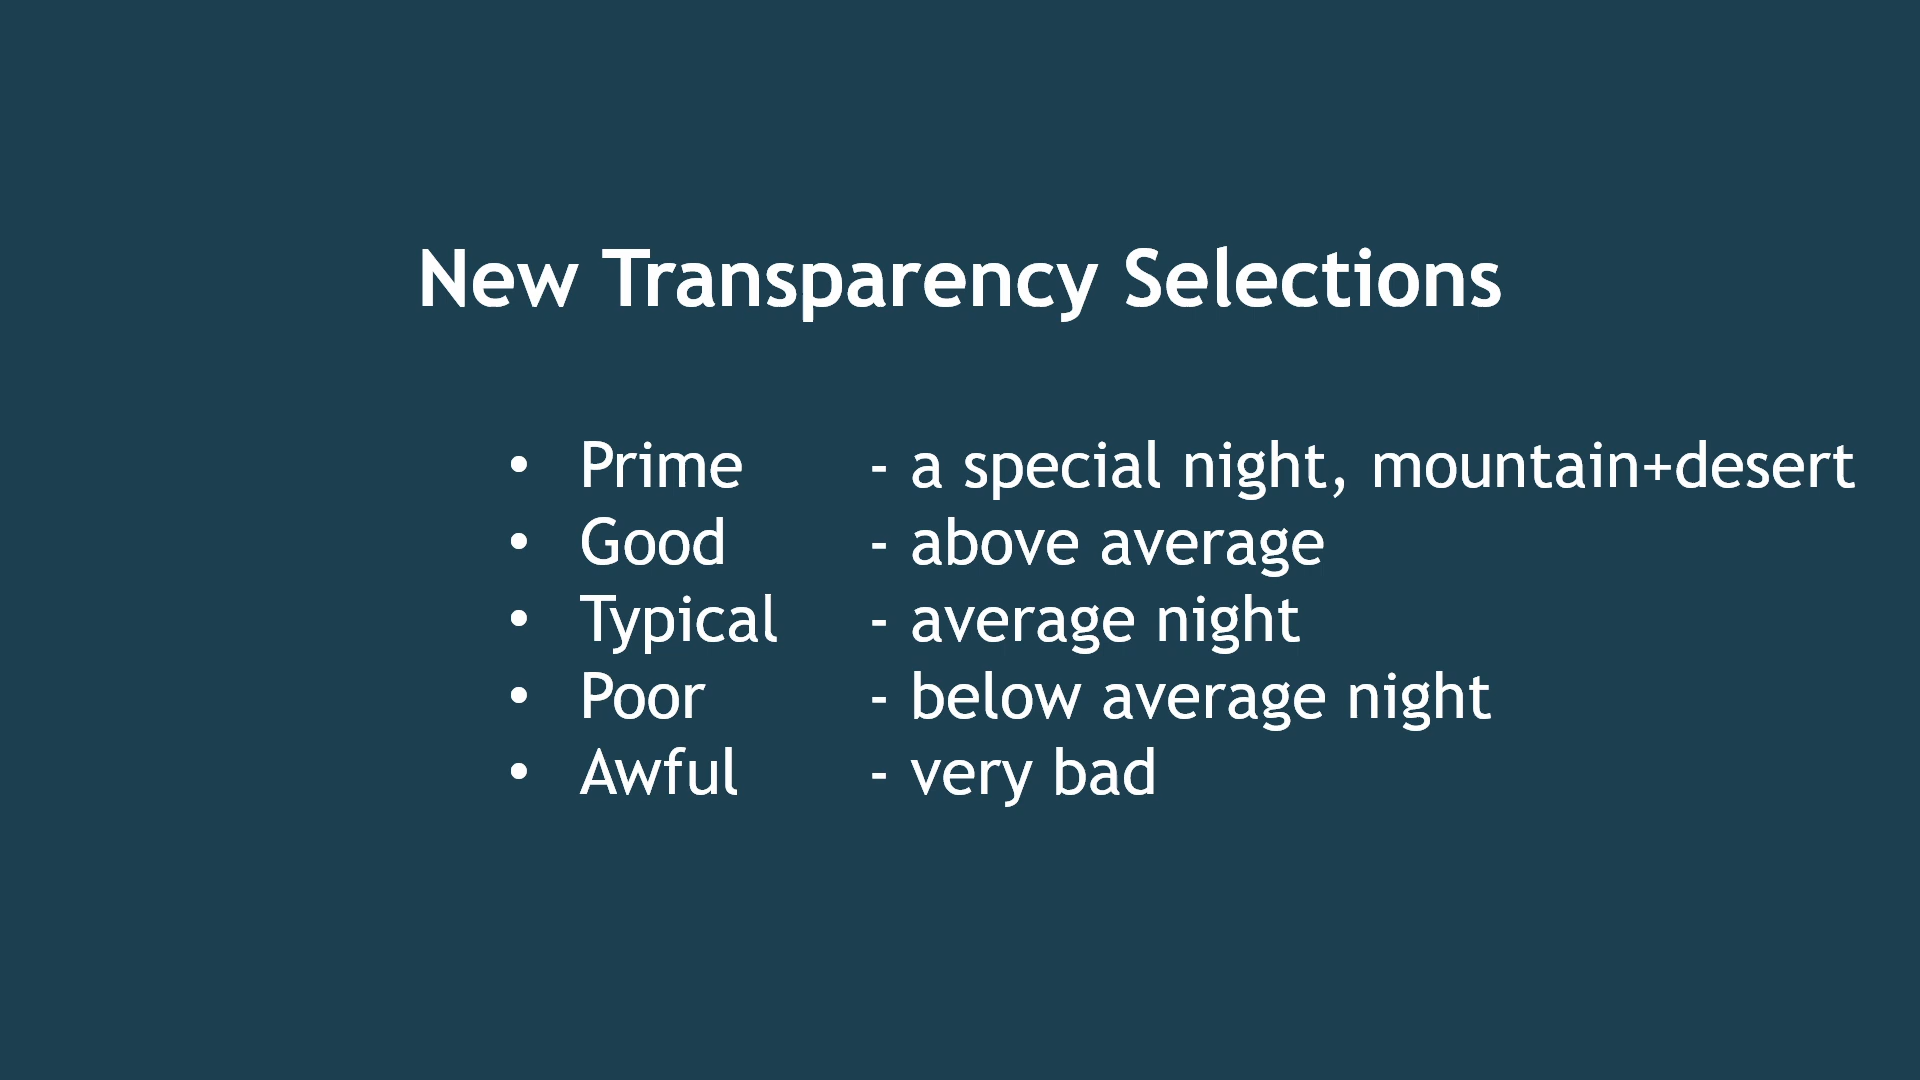 New Transparency Selections
• Prime - a special night, mountain+desert
• Good - above average
• Typical - average night
• Poor - below average night
• Awful - very bad